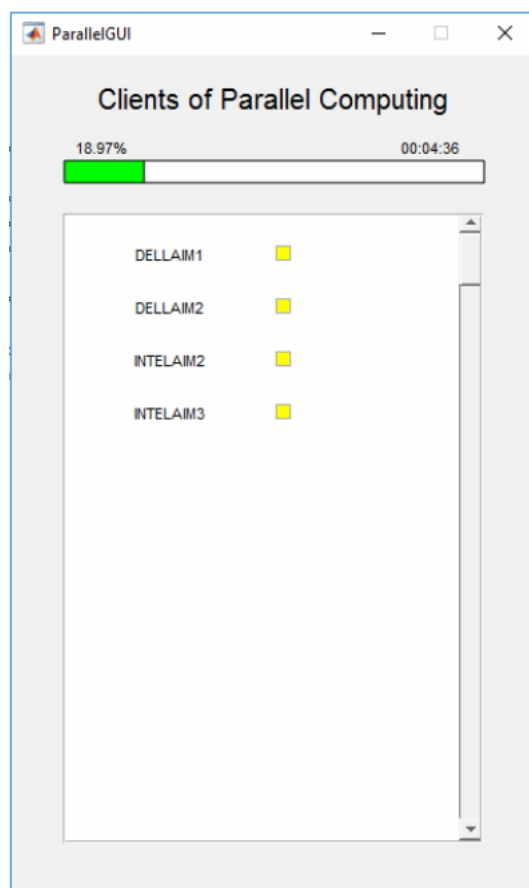 ParallelGUI
Clients of Parallel Computing
18.97% 00:04:36
DELLAIM1
DELLAIM2
INTELAIM2
INTELAIM3